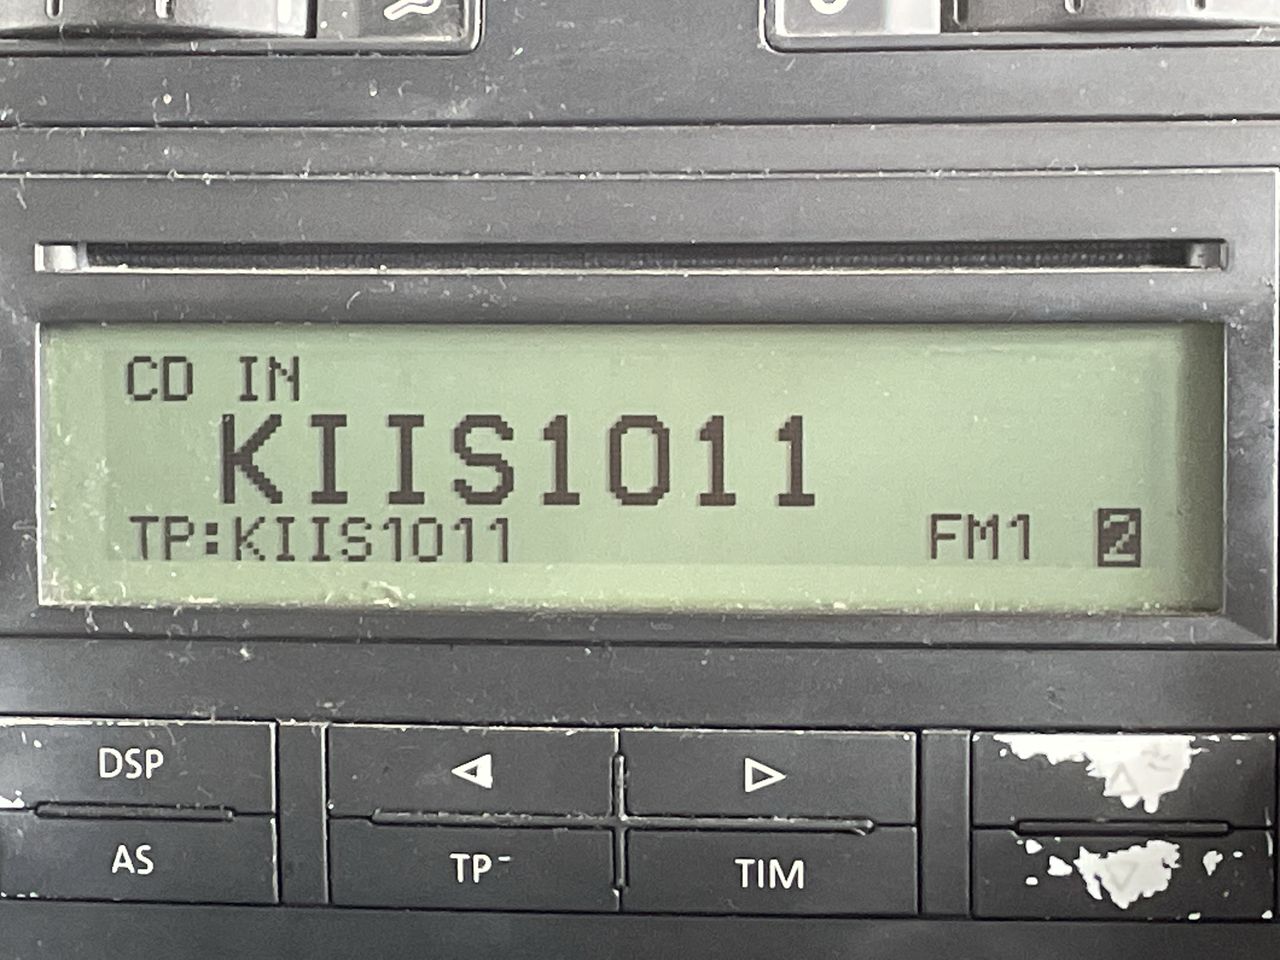 CD IN
KIIS1011
TP:KIIS1011 FM1 2
DSP
AS
TP-
TIM